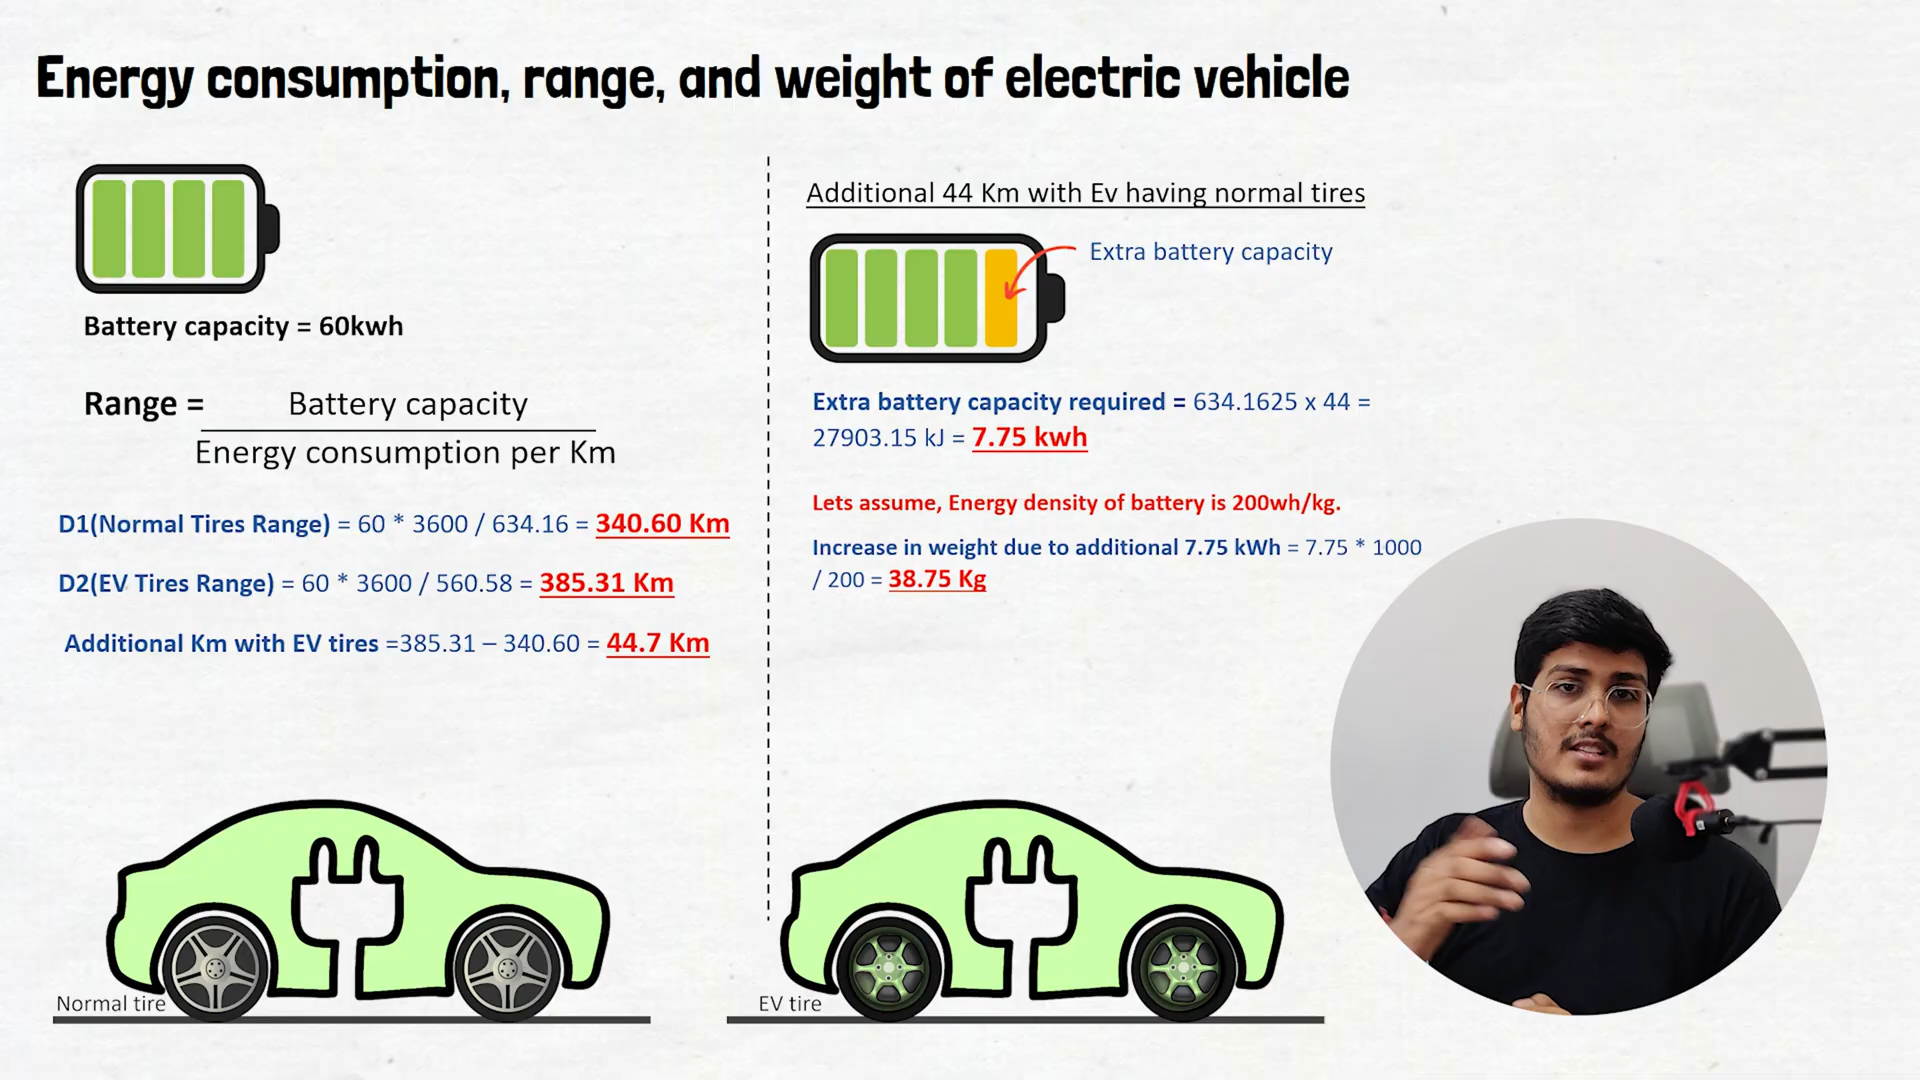 Energy consumption, range, and weight of electric vehicle
Battery capacity = 60kwh
Range =
Battery capacity
Energy consumption per Km
D1(Normal Tires Range) = 60 * 3600 / 634.16 = 340.60 Km
D2(EV Tires Range) = 60 * 3600 / 560.58 = 385.31 Km
Additional Km with EV tires =385.31 – 340.60 = 44.7 Km
Normal tire
Additional 44 Km with Ev having normal tires
Extra battery capacity
Extra battery capacity required = 634.1625 x 44 =
27903.15 kJ = 7.75 kwh
Lets assume, Energy density of battery is 200wh/kg.
Increase in weight due to additional 7.75 kWh = 7.75 * 1000
/ 200 = 38.75 Kg
EV tire